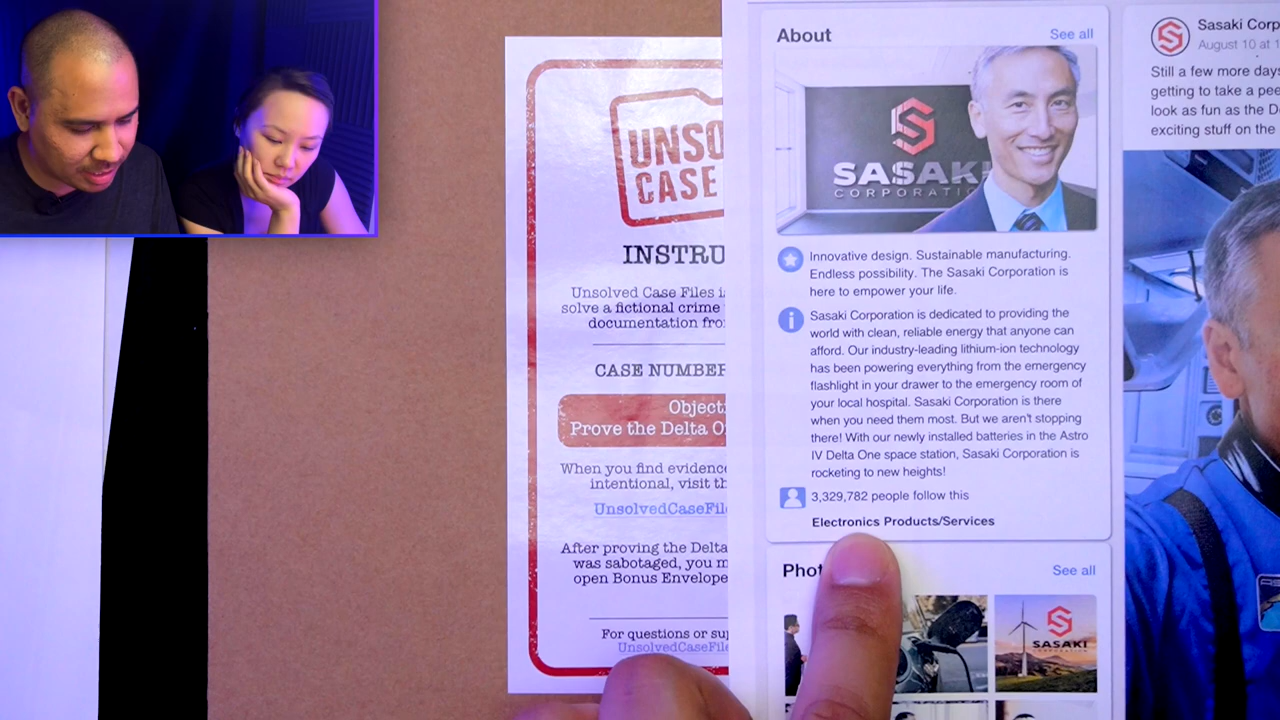 UNSO
CASE
INSTRU
Unsolved Case Files i
solve a fictional crime
documentation fro
CASE NUMBER
Objecti
Prove the Delta O
When you find evidence
intentional, visit th
UnsolvedCaseFile
After proving the Delta
was sabotaged, you m
open Bonus Envelope
For questions or sup
UnsolvedCaseFile
About
See all
SASAKI
CORPORATIO
Innovative design. Sustainable manufacturing.
Endless possibility. The Sasaki Corporation is
here to empower your life.
Sasaki Corporation is dedicated to providing the
world with clean, reliable energy that anyone can
afford. Our industry-leading lithium-ion technology
has been powering everything from the emergency
flashlight in your drawer to the emergency room of
your local hospital. Sasaki Corporation is there
when you need them most. But we aren't stopping
there! With our newly installed batteries in the Astro
IV Delta One space station, Sasaki Corporation is
rocketing to new heights!
3,329,782 people follow this
Electronics Products/Services
Phot
See all
SASAKI
CORPORATION
Sasaki Corp
August 10 at 1
Still a few more days
getting to take a pee
look as fun as the D
exciting stuff on the